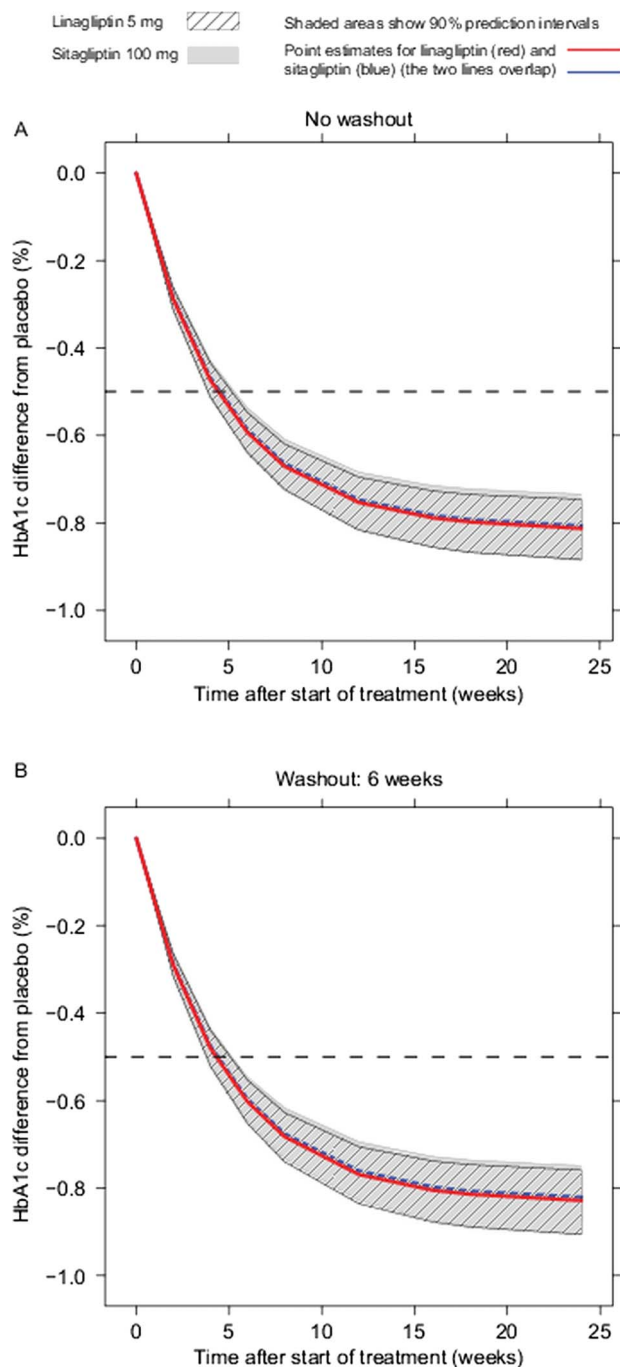 Linagliptin 5 mg
Sitagliptin 100 mg
Shaded areas show 90% prediction intervals
Point estimates for linagliptin (red) and
sitagliptin (blue) (the two lines overlap)
A
No washout
HbA1c difference from placebo (%)
0.0
−0.2
−0.4
−0.6
−0.8
−1.0
0 5 10 15 20 25
Time after start of treatment (weeks)
B
Washout: 6 weeks
HbA1c difference from placebo (%)
0.0
−0.2
−0.4
−0.6
−0.8
−1.0
0 5 10 15 20 25
Time after start of treatment (weeks)